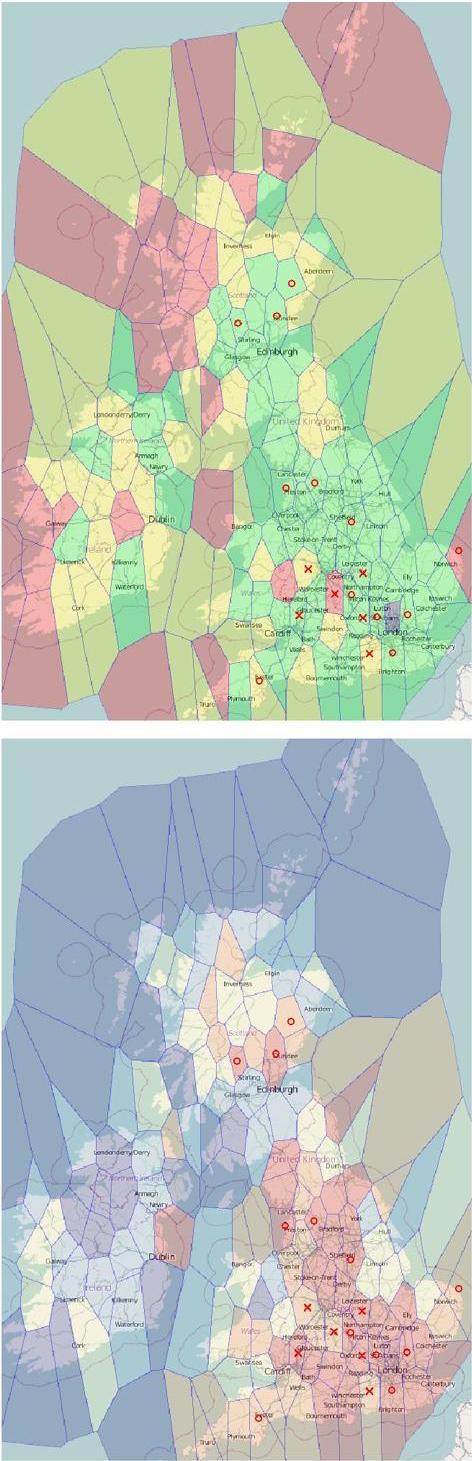 Elgin
Inverness
Aberdeen
Scotland
Dundee
Stirling
Glasgow
Edinburgh
Londonderry/Derry
Northern Ireland
United Kingdom
Durham
Armagh
Newry
Lancaster
Preston
Bradford
York
Hull
Dublin
Liverpool
Sheffield
Galway
Bangor
Chester
Lincoln
Stoke-on-Trent
Derby
Ireland
Limerick
Kilkenny
Leicester
Norwich
Coventry
Ely
Waterford
Wales
Worcester
Northampton
Cambridge
Hereford
Milton Keynes
Ipswich
Cork
Gloucester
Luton
Colchester
Oxford
Swansea
Cardiff
Swindon
London
Bath
Rochester
Wells
Winchester
Canterbury
Southampton
Brighton
Bournemouth
Plymouth
Truro
Elgin
Inverness
Aberdeen
Scotland
Dundee
Stirling
Glasgow
Edinburgh
Londonderry/Derry
Northern Ireland
United Kingdom
Durham
Armagh
Newry
Lancaster
Preston
Bradford
York
Hull
Dublin
Liverpool
Sheffield
Galway
Bangor
Chester
Lincoln
Stoke-on-Trent
Derby
Ireland
Limerick
Kilkenny
Leicester
Norwich
Coventry
Ely
Waterford
Wales
Worcester
Northampton
Cambridge
Hereford
Milton Keynes
Ipswich
Cork
Gloucester
Luton
Colchester
Oxford
St Albans
Swansea
Cardiff
Swindon
London
Bath
Rochester
Wells
Winchester
Canterbury
Southampton
Brighton
Bournemouth
Plymouth
Truro